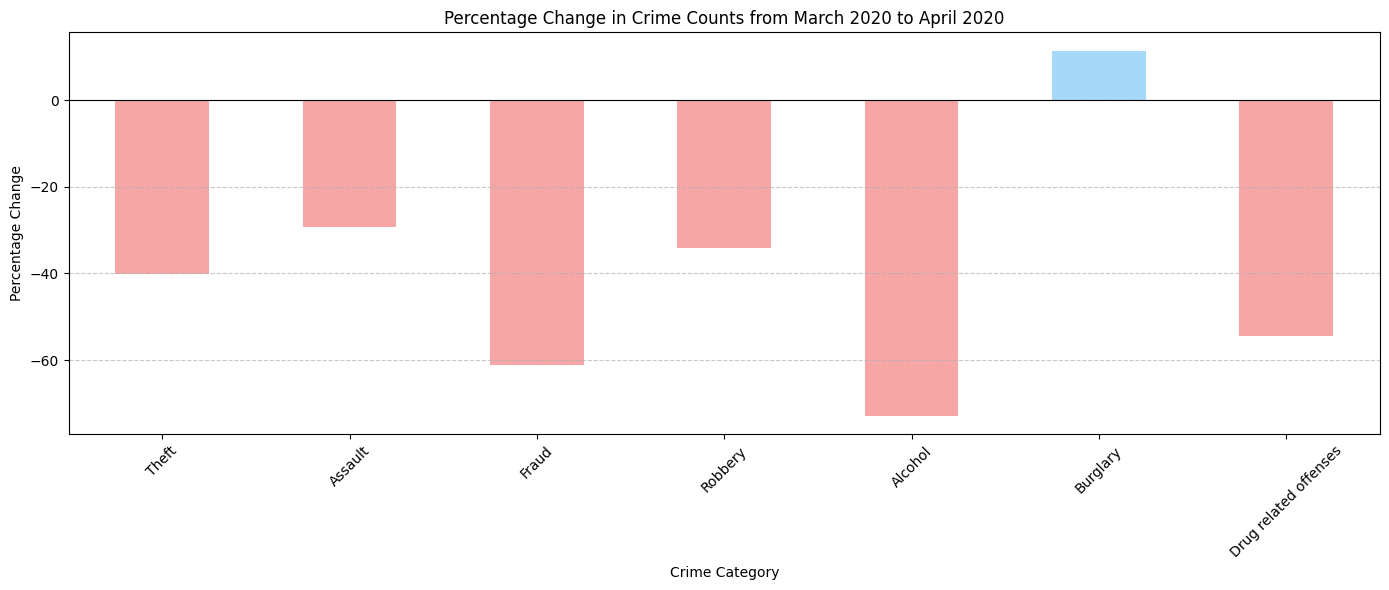 Percentage Change in Crime Counts from March 2020 to April 2020
Percentage Change
0
−20
−40
−60
Theft
Assault
Fraud
Robbery
Alcohol
Burglary
Drug related offenses
Crime Category